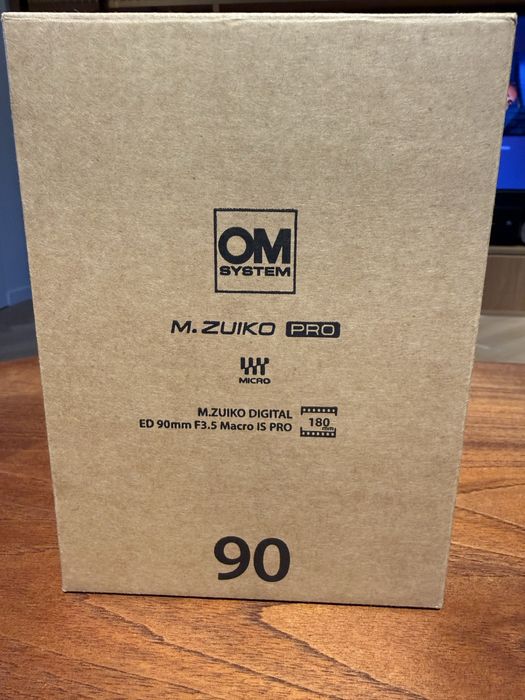 OM
SYSTEM
M.ZUIKO PRO
MICRO
M.ZUIKO DIGITAL
ED 90mm F3.5 Macro IS PRO
180
mm
90